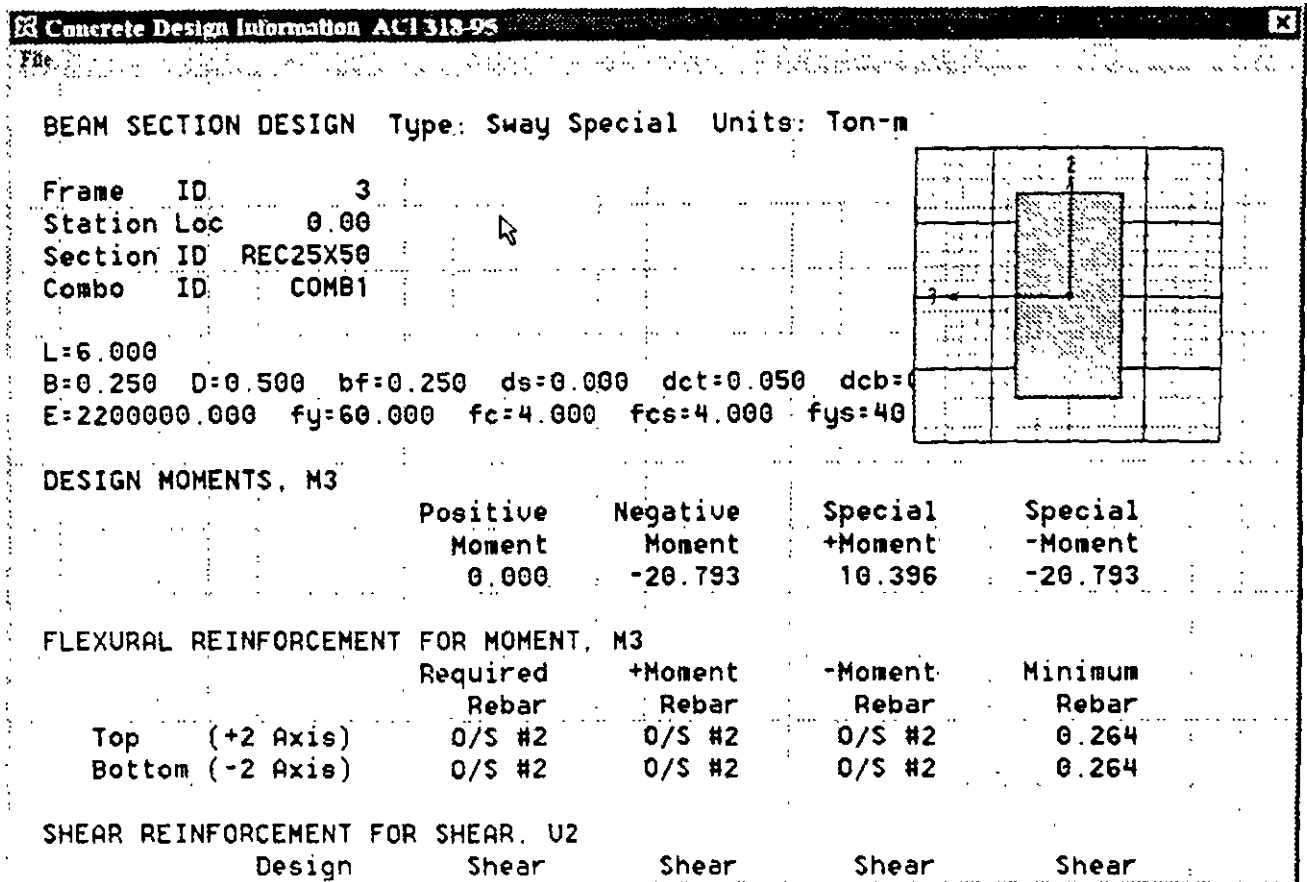 Concrete Design Information ACI 318-95
File
BEAM SECTION DESIGN Type: Sway Special Units: Ton-m
Frame ID 3
Station Loc 0.00
Section ID REC25X50
Combo ID COMB1
L=6.000
B=0.250 D=0.500 bf=0.250 ds=0.000 dct=0.050 dcb=
E=2200000.000 fy=60.000 fc=4.000 fcs=4.000 fys=40
2
3
DESIGN MOMENTS, M3
Positive Negative Special Special
Moment Moment +Moment -Moment
0.000 -20.793 10.396 -20.793
FLEXURAL REINFORCEMENT FOR MOMENT, M3
Required +Moment -Moment Minimum
Rebar Rebar Rebar Rebar
Top (+2 Axis) O/S #2 O/S #2 O/S #2 0.264
Bottom (-2 Axis) O/S #2 O/S #2 O/S #2 0.264
SHEAR REINFORCEMENT FOR SHEAR, V2
Design Shear Shear Shear Shear